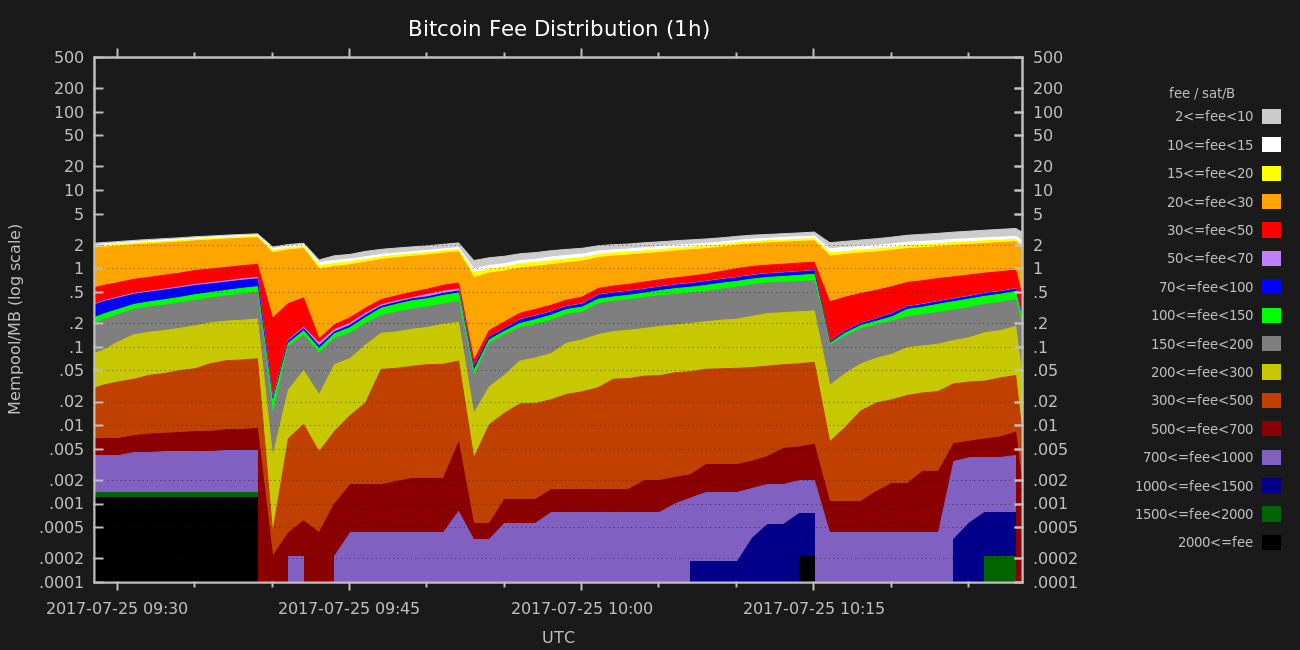 Bitcoin Fee Distribution (1h)
500 500
200 200
100 100
50 50
20 20
10 10
5 5
2 2
1 1
.5 .5
.2 .2
.1 .1
.05 .05
.02 .02
.01 .01
.005 .005
.002 .002
.001 .001
.0005 .0005
.0002 .0002
.0001 .0001
Mempool/MB (log scale)
2017-07-25 09:30 2017-07-25 09:45 2017-07-25 10:00 2017-07-25 10:15
UTC
fee / sat/B
2<=fee<10
10<=fee<15
15<=fee<20
20<=fee<30
30<=fee<50
50<=fee<70
70<=fee<100
100<=fee<150
150<=fee<200
200<=fee<300
300<=fee<500
500<=fee<700
700<=fee<1000
1000<=fee<1500
1500<=fee<2000
2000<=fee